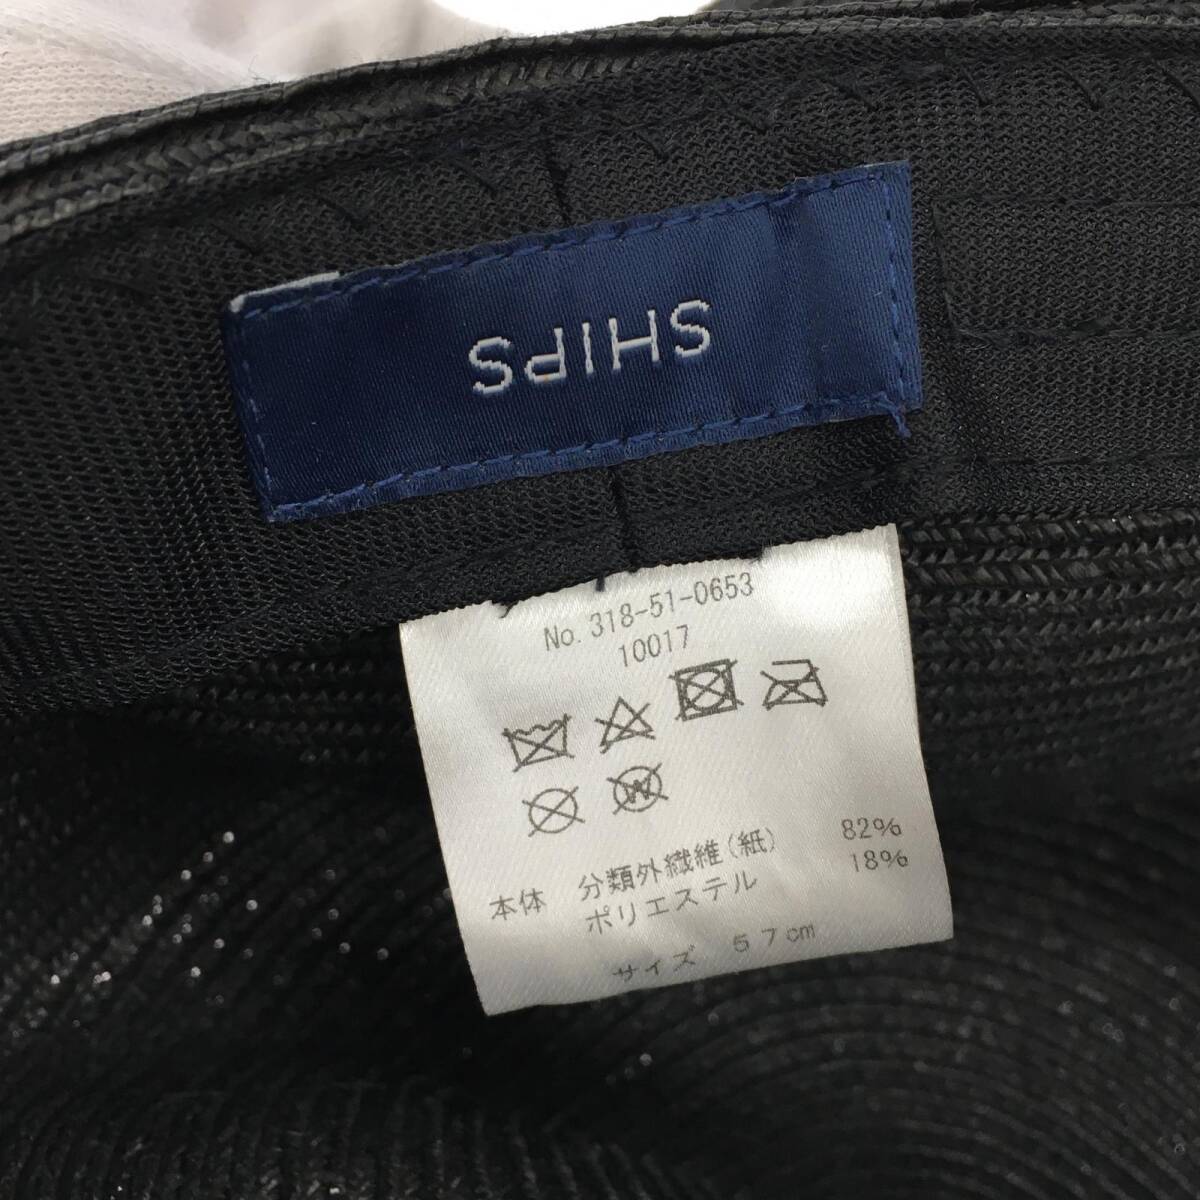 SHIPS
No. 318-51-0653
10017
本体 分類外繊維(紙) 82%
ポリエステル 18%
サイズ 57cm